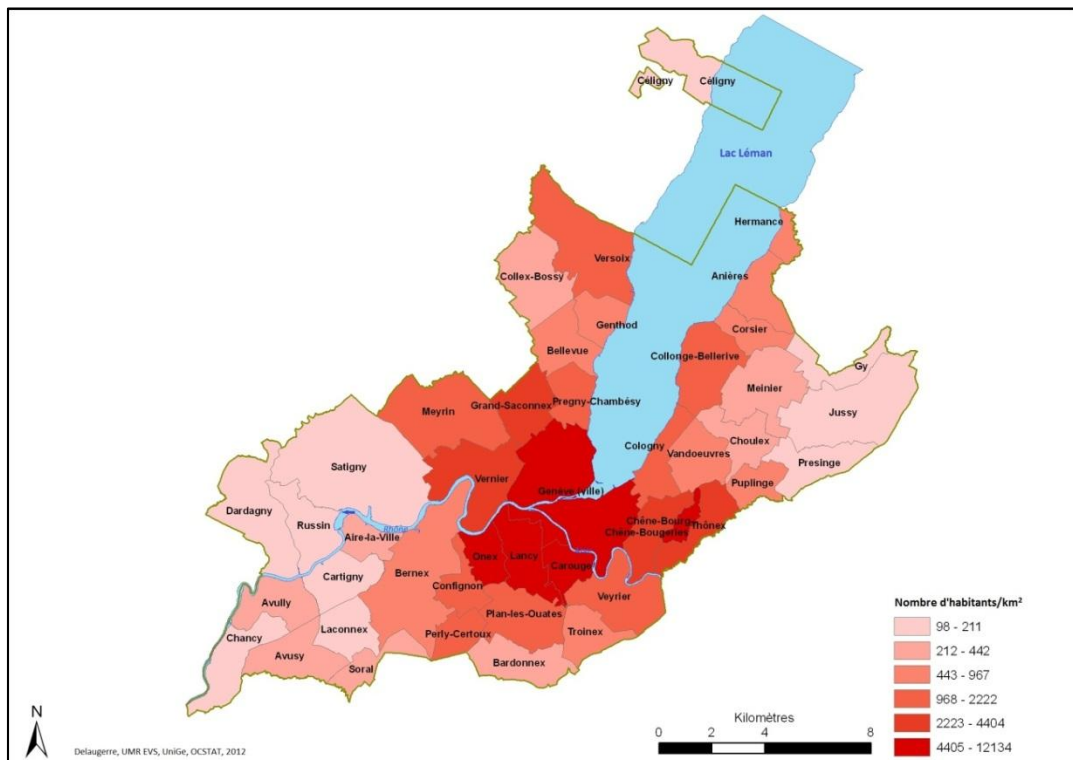 Céligny
Céligny
Lac Léman
Hermance
Versoix
Collex-Bossy
Anières
Genthod
Corsier
Bellevue
Collonge-Bellerive
Gy
Meinier
Meyrin
Grand-Saconnex
Pregny-Chambésy
Jussy
Cologny
Vandoeuvres
Choulex
Satigny
Presinge
Vernier
Genève (ville)
Puplinge
Dardagny
Russin
Rhône
Chêne-Bourg
Thônex
Chêne-Bougeries
Aire-la-Ville
Onex
Lancy
Carouge
Cartigny
Bernex
Confignon
Avully
Veyrier
Plan-les-Ouates
Laconnex
Perly-Certoux
Troinex
Chancy
Avusy
Soral
Bardonnex
Nombre d'habitants/km²
98 - 211
212 - 442
443 - 967
968 - 2222
2223 - 4404
4405 - 12134
N
Kilomètres
0 2 4 8
Delaugerre, UMR EVS, UniGe, OCSTAT, 2012